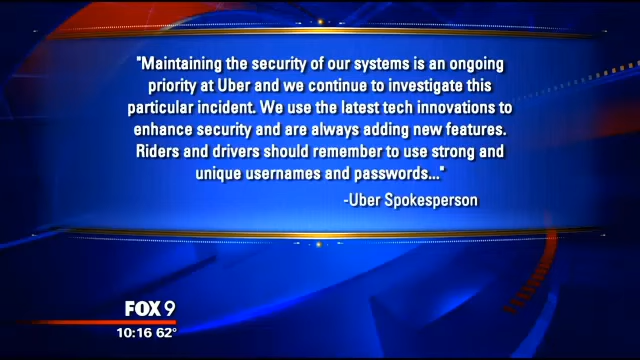 "Maintaining the security of our systems is an ongoing
priority at Uber and we continue to investigate this
particular incident. We use the latest tech innovations to
enhance security and are always adding new features.
Riders and drivers should remember to use strong and
unique usernames and passwords..."
-Uber Spokesperson
FOX 9
10:16 62°